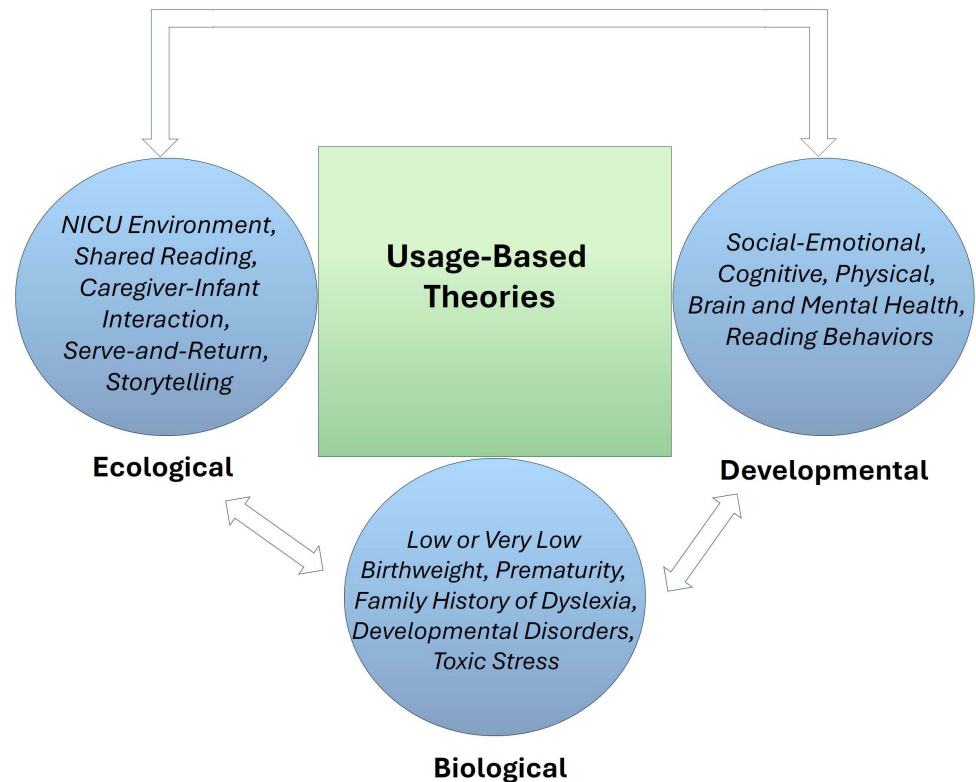 NICU Environment,
Shared Reading,
Caregiver-Infant
Interaction,
Serve-and-Return,
Storytelling
Ecological
Usage-Based
Theories
Social-Emotional,
Cognitive, Physical,
Brain and Mental Health,
Reading Behaviors
Developmental
Low or Very Low
Birthweight, Prematurity,
Family History of Dyslexia,
Developmental Disorders,
Toxic Stress
Biological